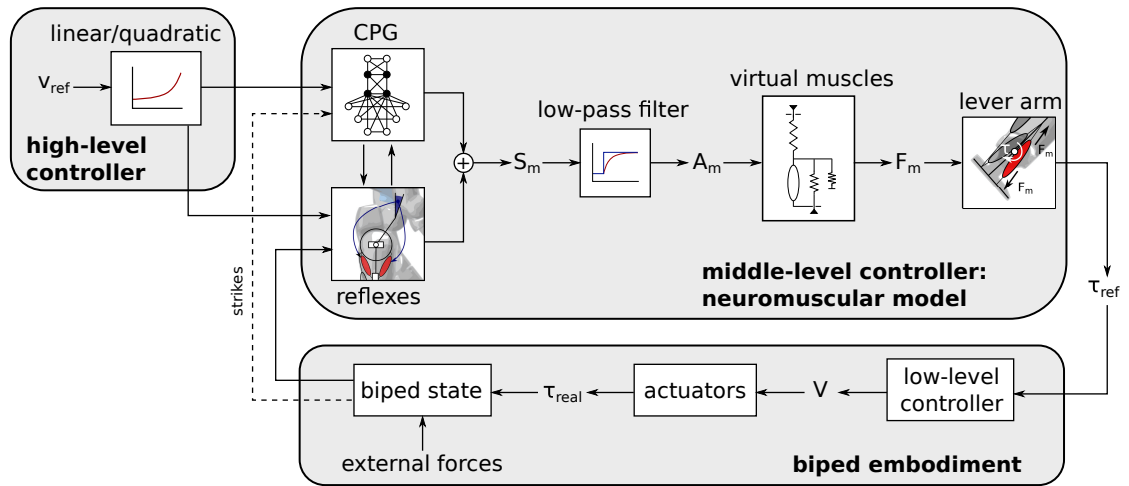 linear/quadratic
v_ref
high-level
controller
CPG
reflexes
strikes
S_m
low-pass filter
A_m
virtual muscles
F_m
lever arm
τ
F_m
F_m
middle-level controller:
neuromuscular model
τ_ref
biped state
τ_real
actuators
V
low-level
controller
external forces
biped embodiment